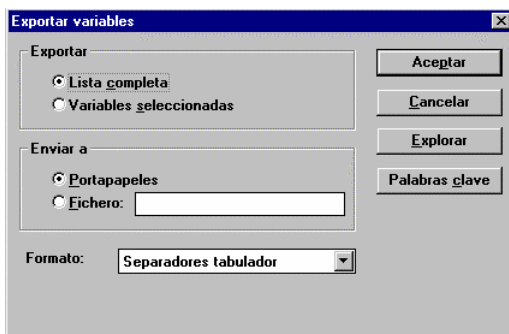 Exportar variables
Exportar
Lista completa
Variables seleccionadas
Enviar a
Portapapeles
Fichero:
Formato:
Separadores tabulador
Aceptar
Cancelar
Explorar
Palabras clave